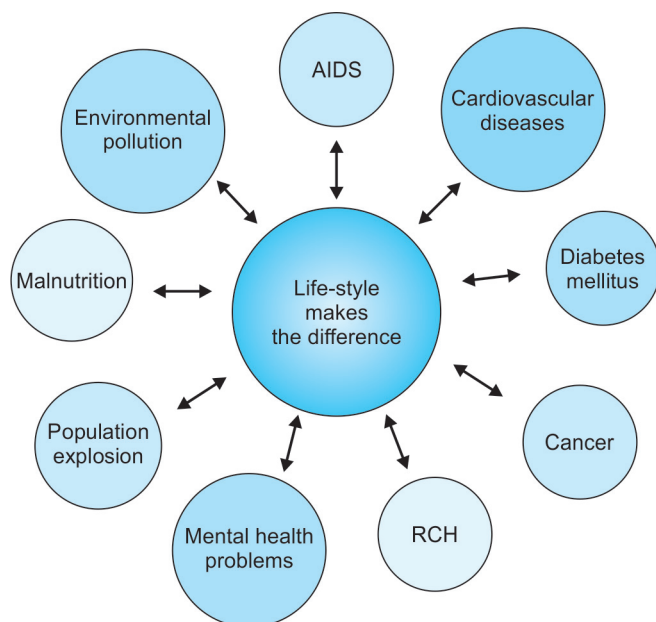 AIDS
Cardiovascular
diseases
Environmental
pollution
Diabetes
mellitus
Malnutrition
Life-style
makes
the difference
Population
explosion
Cancer
Mental health
problems
RCH